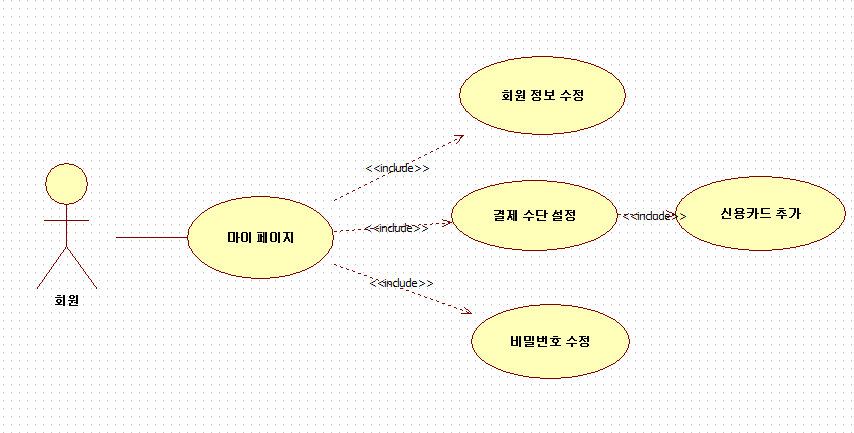 회원 정보 수정
<<include>>
결제 수단 설정
<<include>>
신용카드 추가
<<include>>
마이 페이지
<<include>>
회원
비밀번호 수정